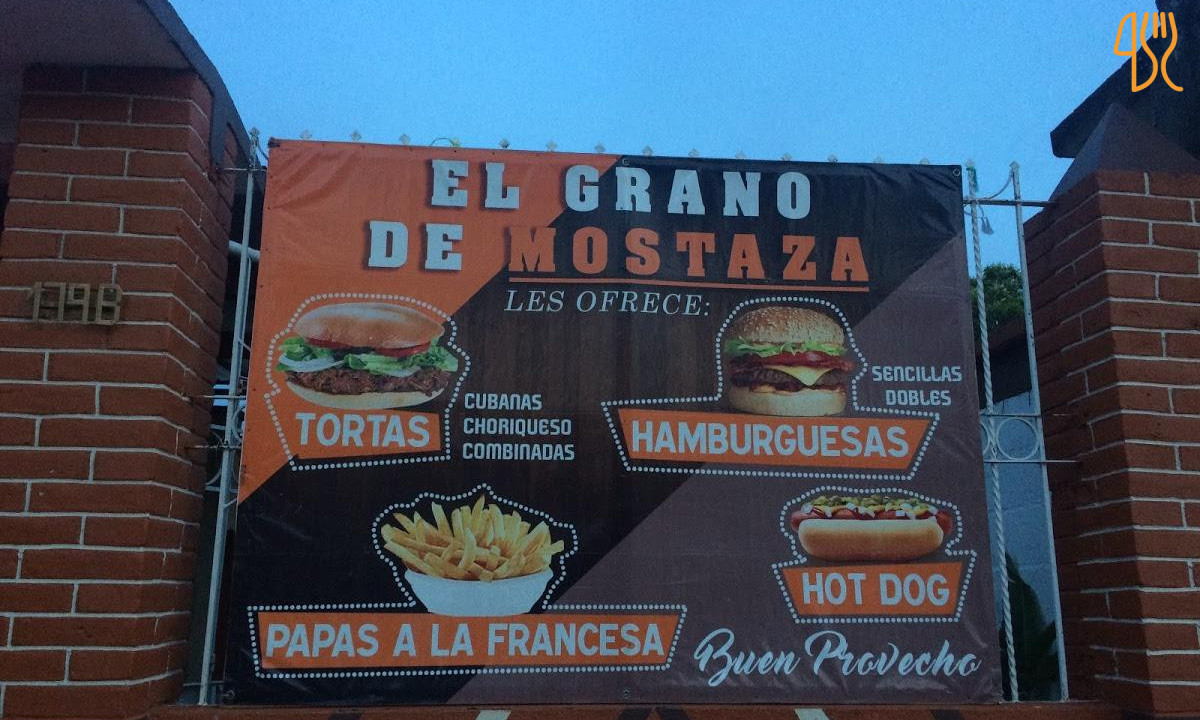 EL GRANO
DE MOSTAZA
LES OFRECE:
TORTAS
CUBANAS
CHORIQUESO
COMBINADAS
HAMBURGUESAS
SENCILLAS
DOBLES
PAPAS A LA FRANCESA
HOT DOG
Buen Provecho